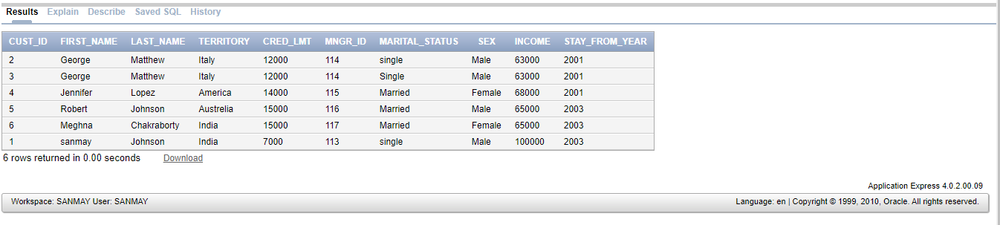 Results Explain Describe Saved SQL History
CUST_ID FIRST_NAME LAST_NAME TERRITORY CRED_LMT MNGR_ID MARITAL_STATUS SEX INCOME STAY_FROM_YEAR
2 George Matthew Italy 12000 114 single Male 63000 2001
3 George Matthew Italy 12000 114 Single Male 63000 2001
4 Jennifer Lopez America 14000 115 Married Female 68000 2001
5 Robert Johnson Austrelia 15000 116 Married Male 65000 2003
6 Meghna Chakraborty India 15000 117 Married Female 65000 2003
1 sanmay Johnson India 7000 113 single Male 100000 2003
6 rows returned in 0.00 seconds Download
Application Express 4.0.2.00.09
Workspace: SANMAY User: SANMAY Language: en | Copyright © 1999, 2010, Oracle. All rights reserved.